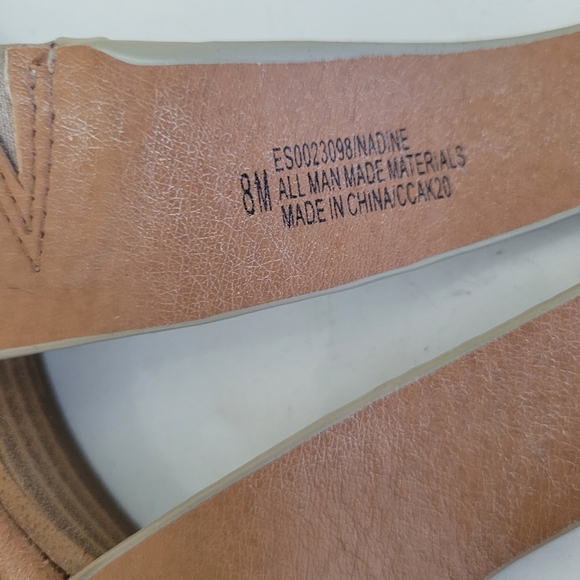 ES0023098/NADINE
8M ALL MAN MADE MATERIALS
MADE IN CHINA/CCAK20